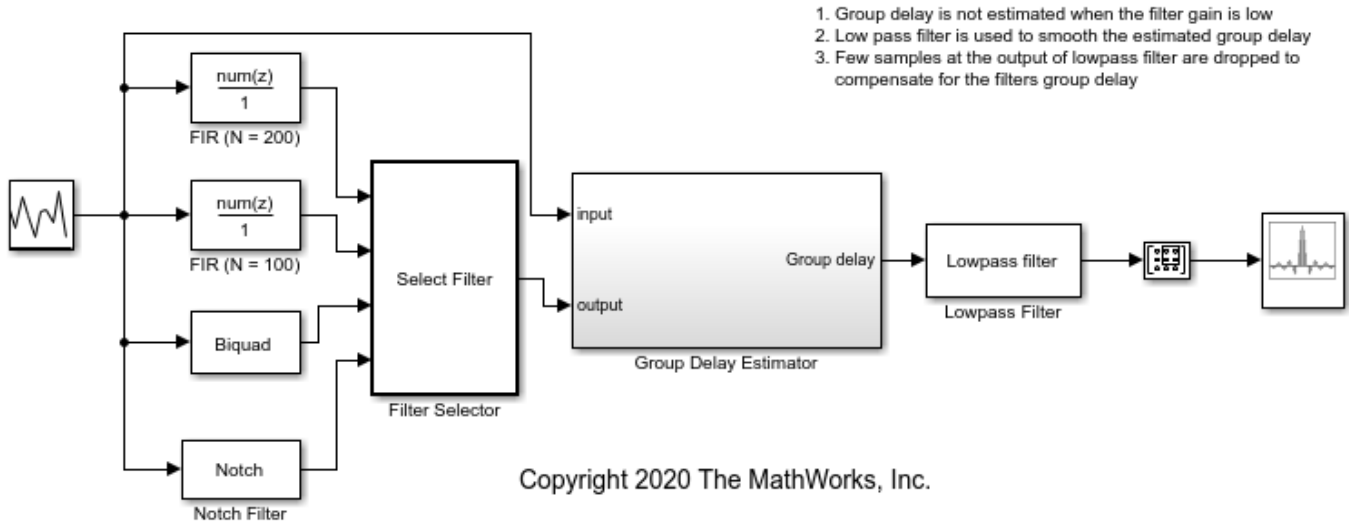 1. Group delay is not estimated when the filter gain is low
2. Low pass filter is used to smooth the estimated group delay
3. Few samples at the output of lowpass filter are dropped to
compensate for the filters group delay
num(z)
1
FIR (N = 200)
num(z)
1
FIR (N = 100)
Biquad
Notch
Notch Filter
Select Filter
Filter Selector
input
output
Group delay
Group Delay Estimator
Lowpass filter
Lowpass Filter
Copyright 2020 The MathWorks, Inc.